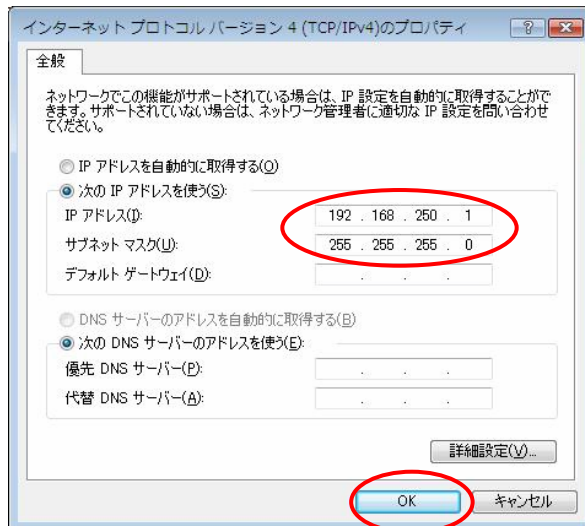 インターネット プロトコル バージョン 4 (TCP/IPv4)のプロパティ
全般
ネットワークでこの機能がサポートされている場合は、IP 設定を自動的に取得することがで
きます。サポートされていない場合は、ネットワーク管理者に適切な IP 設定を問い合わせ
てください。
IP アドレスを自動的に取得する(O)
次の IP アドレスを使う(S):
IP アドレス(I): 192 . 168 . 250 . 1
サブネット マスク(U): 255 . 255 . 255 . 0
デフォルト ゲートウェイ(D): . . .
DNS サーバーのアドレスを自動的に取得する(B)
次の DNS サーバーのアドレスを使う(E):
優先 DNS サーバー(P): . . .
代替 DNS サーバー(A): . . .
詳細設定(V)...
OK キャンセル